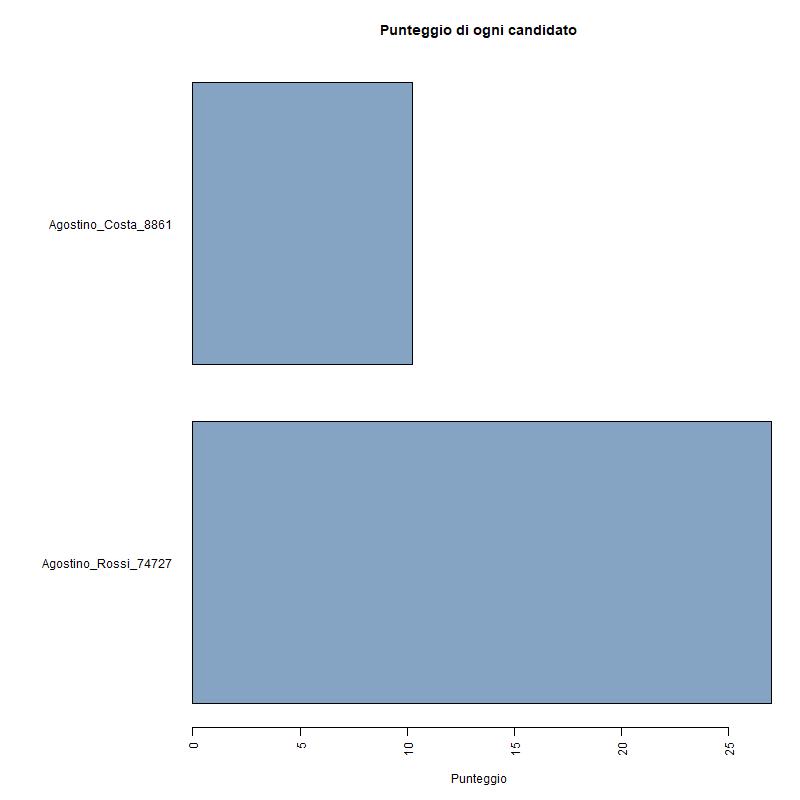 Punteggio di ogni candidato
Agostino_Costa_8861
Agostino_Rossi_74727
0 5 10 15 20 25
Punteggio